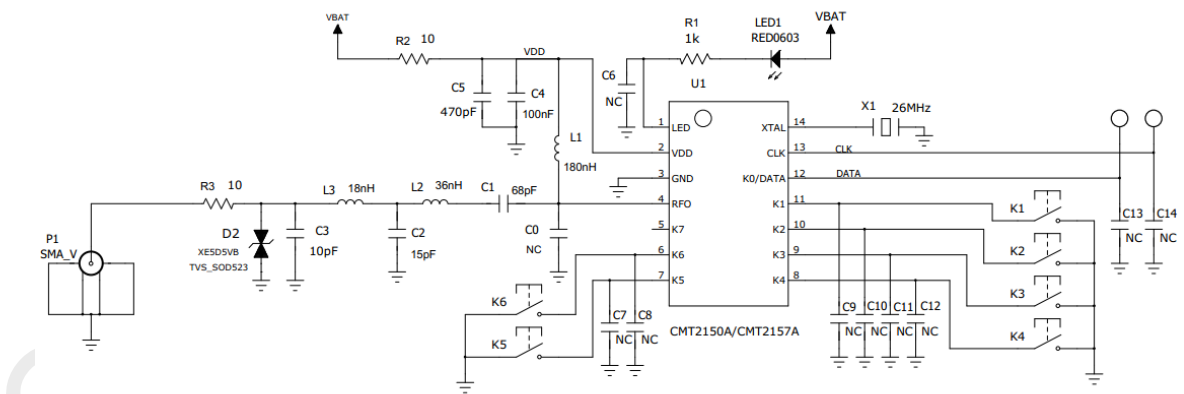 VBAT
R2 10
VDD
C5
470pF
C4
100nF
L1
180nH
R1
1k
LED1
RED0603
VBAT
C6
NC
U1
1 LED
2 VDD
3 GND
4 RFO
5 K7
6 K6
7 K5
XTAL 14
CLK 13
K0/DATA 12
K1 11
K2 10
K3 9
K4 8
CMT2150A/CMT2157A
X1 26MHz
CLK
DATA
R3 10
L3 18nH
L2 36nH
C1 68pF
P1
SMA_V
D2
XE5D5VB
TVS_SOD523
C3
10pF
C2
15pF
C0
NC
K6
K5
C7
NC
C8
NC
C9
NC
C10
NC
C11
NC
C12
NC
K1
K2
K3
K4
C13
NC
C14
NC